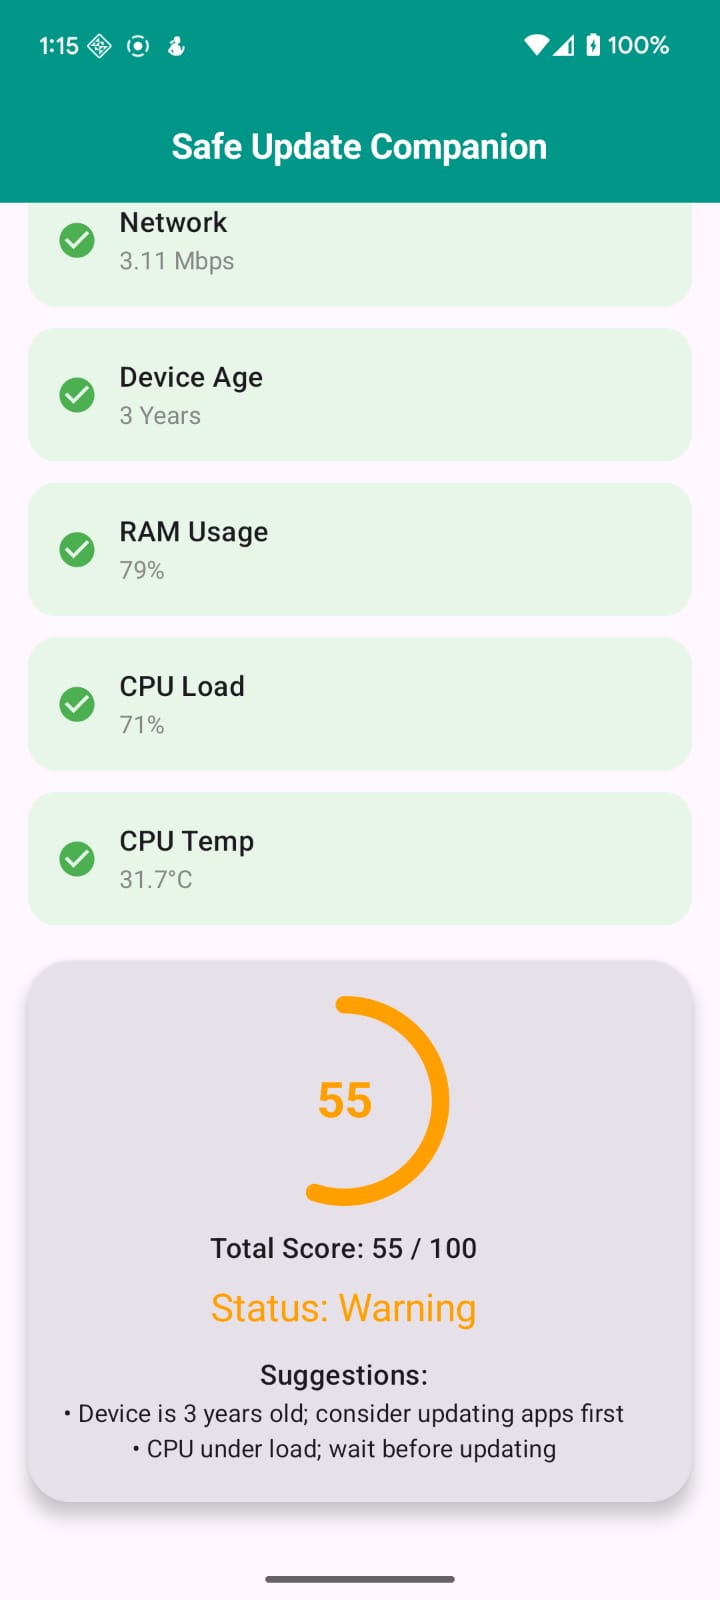 1:15
100%
Safe Update Companion
Network
3.11 Mbps
Device Age
3 Years
RAM Usage
79%
CPU Load
71%
CPU Temp
31.7°C
55
Total Score: 55 / 100
Status: Warning
Suggestions:
• Device is 3 years old; consider updating apps first
• CPU under load; wait before updating